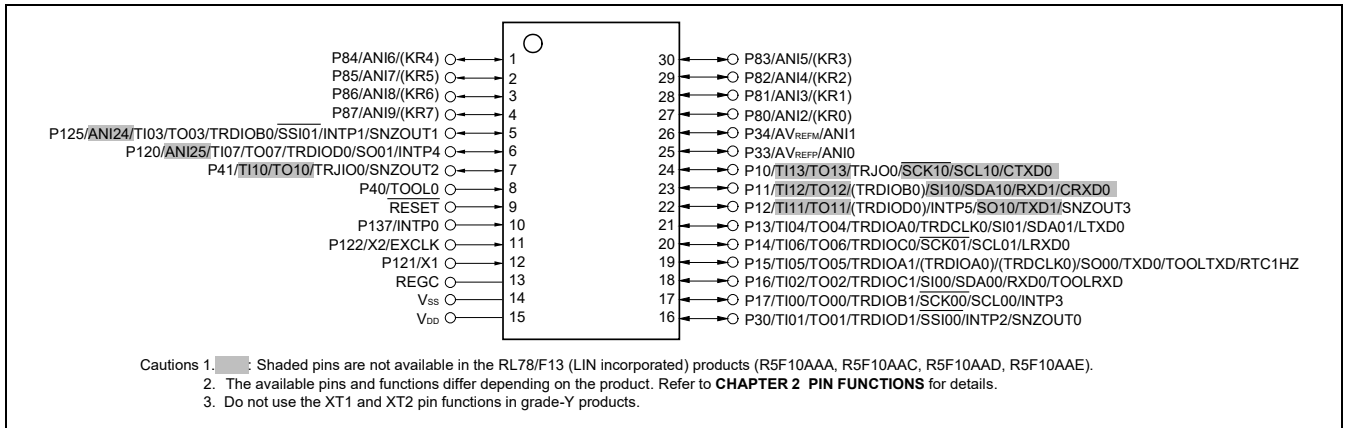 P84/ANI6/(KR4) 1
P85/ANI7/(KR5) 2
P86/ANI8/(KR6) 3
P87/ANI9/(KR7) 4
P125/ANI24/TI03/TO03/TRDIOB0/SSI01/INTP1/SNZOUT1 5
P120/ANI25/TI07/TO07/TRDIOD0/SO01/INTP4 6
P41/TI10/TO10/TRJIO0/SNZOUT2 7
P40/TOOL0 8
RESET 9
P137/INTP0 10
P122/X2/EXCLK 11
P121/X1 12
REGC 13
VSS 14
VDD 15
30 P83/ANI5/(KR3)
29 P82/ANI4/(KR2)
28 P81/ANI3/(KR1)
27 P80/ANI2/(KR0)
26 P34/AVREFM/ANI1
25 P33/AVREFP/ANI0
24 P10/TI13/TO13/TRJO0/SCK10/SCL10/CTXD0
23 P11/TI12/TO12/(TRDIOB0)/SI10/SDA10/RXD1/CRXD0
22 P12/TI11/TO11/(TRDIOD0)/INTP5/SO10/TXD1/SNZOUT3
21 P13/TI04/TO04/TRDIOA0/TRDCLK0/SI01/SDA01/LTXD0
20 P14/TI06/TO06/TRDIOC0/SCK01/SCL01/LRXD0
19 P15/TI05/TO05/TRDIOA1/(TRDIOA0)/(TRDCLK0)/SO00/TXD0/TOOLTXD/RTC1HZ
18 P16/TI02/TO02/TRDIOC1/SI00/SDA00/RXD0/TOOLRXD
17 P17/TI00/TO00/TRDIOB1/SCK00/SCL00/INTP3
16 P30/TI01/TO01/TRDIOD1/SSI00/INTP2/SNZOUT0
Cautions 1. : Shaded pins are not available in the RL78/F13 (LIN incorporated) products (R5F10AAA, R5F10AAC, R5F10AAD, R5F10AAE).
2. The available pins and functions differ depending on the product. Refer to CHAPTER 2 PIN FUNCTIONS for details.
3. Do not use the XT1 and XT2 pin functions in grade-Y products.